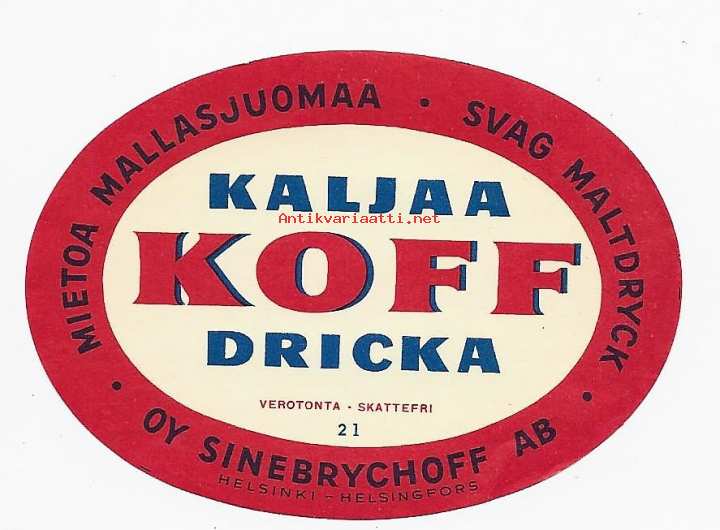 MIETOA MALLASJUOMAA • SVAG MALTDRYCK
KALJAA
Antikvariaatti.net
KOFF
DRICKA
VEROTONTA - SKATTEFRI
21
• OY SINEBRYCHOFF AB •
HELSINKI - HELSINGFORS